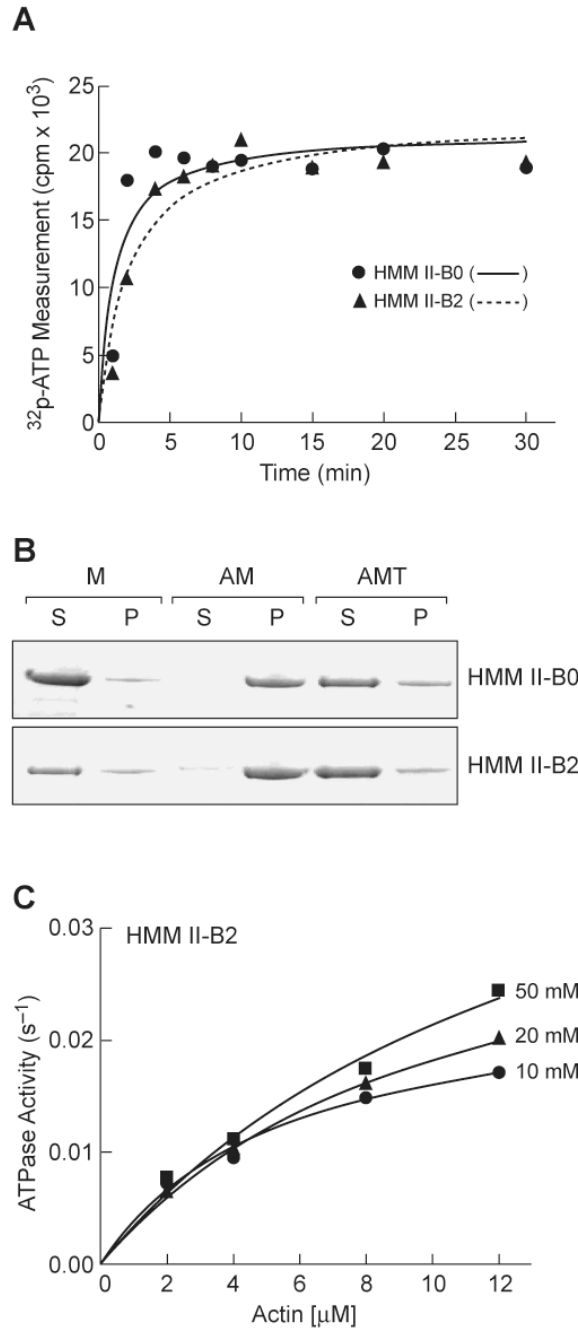 A
³²p-ATP Measurement (cpm x 10³)
25
20
15
10
5
0
HMM II-B0 ( )
HMM II-B2 ( )
0 5 10 15 20 25 30
Time (min)
B
M AM AMT
S P S P S P
HMM II-B0
HMM II-B2
C
HMM II-B2
ATPase Activity (s⁻¹)
0.03
0.02
0.01
0.00
50 mM
20 mM
10 mM
0 2 4 6 8 10 12
Actin [μM]